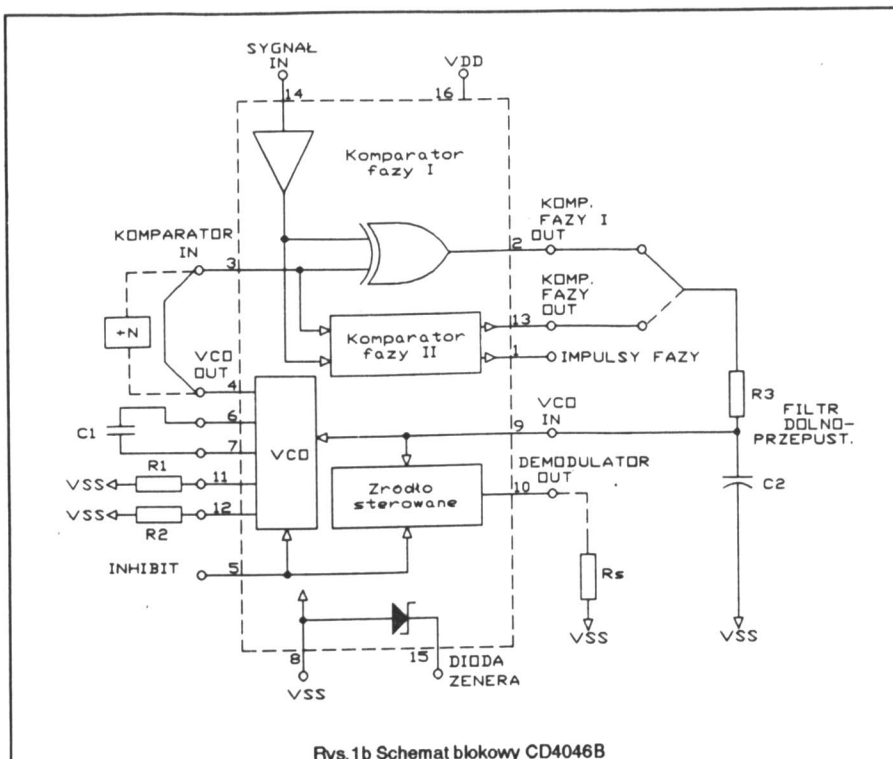 SYGNAŁ
IN
VDD
14
16
Komparator
fazy I
KOMPARATOR
IN
3
KOMP.
FAZY I
OUT
2
KOMP.
FAZY
OUT
13
+N
Komparator
fazy II
1
IMPULSY FAZY
VCO
OUT
4
6
C1
7
VCO
VCO
IN
9
R3
FILTR
DOLNO-
PRZEPUST.
VSS
R1
11
VSS
R2
12
Zródło
sterowane
DEMODULATOR
OUT
10
C2
INHIBIT
5
Rs
VSS
VSS
8
VSS
15
DIODA
ZENERA
Rys.1b Schemat blokowy CD4046B